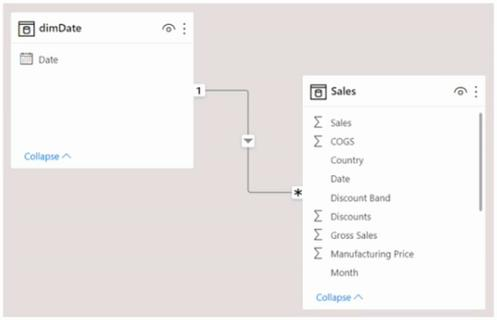 dimDate
Date
Collapse
1
*
Sales
Sales
COGS
Country
Date
Discount Band
Discounts
Gross Sales
Manufacturing Price
Month
Collapse